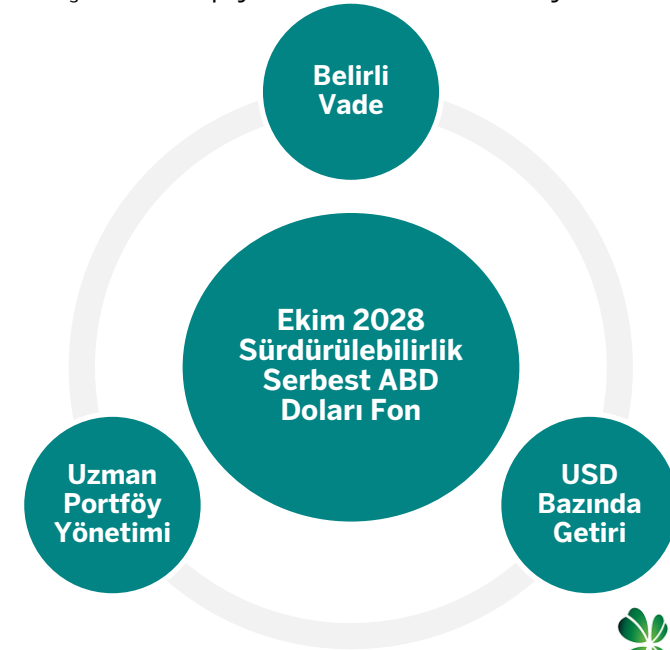 Belirli
Vade
Ekim 2028
Sürdürülebilirlik
Serbest ABD
Doları Fon
Uzman
Portföy
Yönetimi
USD
Bazında
Getiri